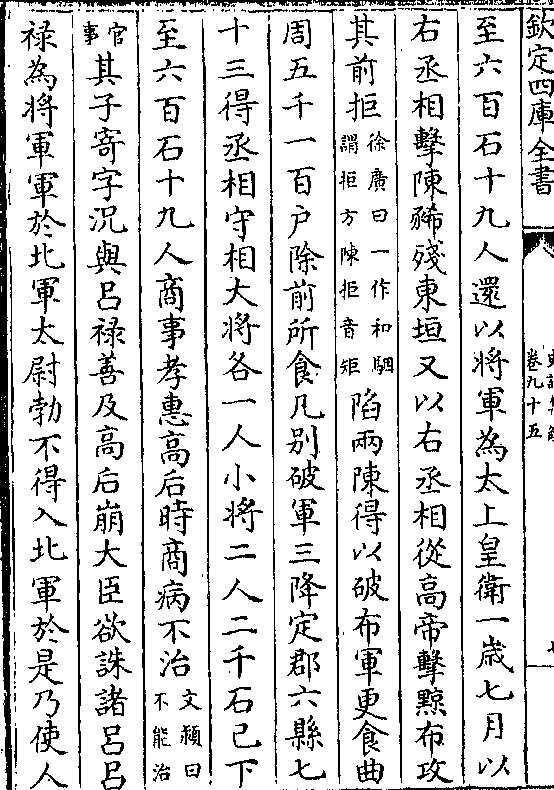 欽定四庫全書
卷九十五
至六百石十九人還以將軍為太上皇衛一歳七月以
右丞相擊陳豨殘東垣又以右丞相從高帝擊黥布攻
其前拒徐廣曰一作和駰謂拒方陳拒音矩陷兩陳得以破布軍更食曲
周五千一百户除前所食凡别破軍三降定郡六縣七
十三得丞相守相大將各一人小將二人二千石已下
至六百石十九人商事孝惠高后時商病不治文頴曰不能治
官事其子寄字况與吕禄善及高后崩大臣欲誅諸吕吕
禄為將軍軍於北軍太尉勃不得入北軍於是乃使人